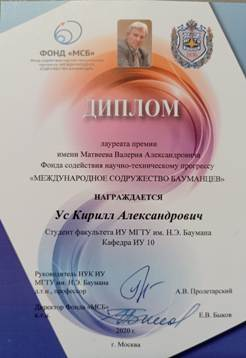 ФОНД «МСБ»
ДИПЛОМ
лауреата премии
имени Матвеева Валерия Александровича
Фонда содействия научно-техническому прогрессу
«МЕЖДУНАРОДНОЕ СОДРУЖЕСТВО БАУМАНЦЕВ»
НАГРАЖДАЕТСЯ
Ус Кирилл Александрович
Студент факультета ИУ МГТУ им. Н.Э. Баумана
Кафедра ИУ 10
Руководитель НУК ИУ
МГТУ им. Н.Э. Баумана
д.т.н., профессор
А.В. Пролетарский
Директор Фонда «МСБ»
к.т.н.
Е.В. Быков
2020 г.
г. Москва